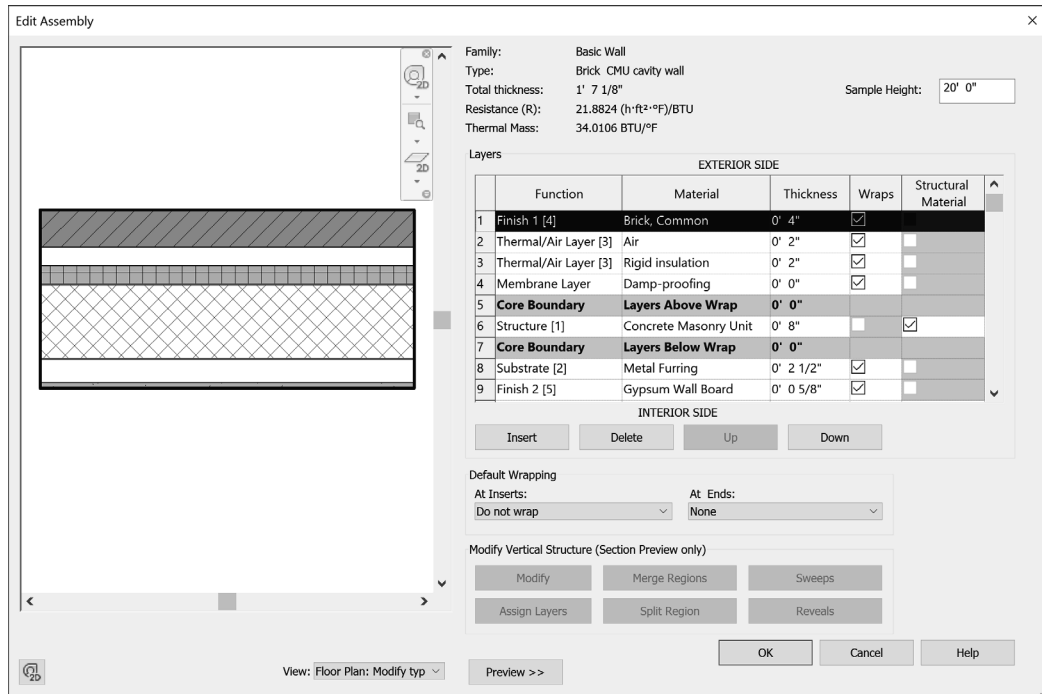 Edit Assembly
Family: Basic Wall
Type: Brick CMU cavity wall
Total thickness: 1' 7 1/8" Sample Height: 20' 0"
Resistance (R): 21.8824 (h·ft²·°F)/BTU
Thermal Mass: 34.0106 BTU/°F
2D
2D
Layers
EXTERIOR SIDE
Function Material Thickness Wraps Structural Material
1 Finish 1 [4] Brick, Common 0' 4"
2 Thermal/Air Layer [3] Air 0' 2"
3 Thermal/Air Layer [3] Rigid insulation 0' 2"
4 Membrane Layer Damp-proofing 0' 0"
5 Core Boundary Layers Above Wrap 0' 0"
6 Structure [1] Concrete Masonry Unit 0' 8"
7 Core Boundary Layers Below Wrap 0' 0"
8 Substrate [2] Metal Furring 0' 2 1/2"
9 Finish 2 [5] Gypsum Wall Board 0' 0 5/8"
INTERIOR SIDE
Insert Delete Up Down
Default Wrapping
At Inserts: At Ends:
Do not wrap None
Modify Vertical Structure (Section Preview only)
Modify Merge Regions Sweeps
Assign Layers Split Region Reveals
OK Cancel Help
2D View: Floor Plan: Modify typ Preview >>